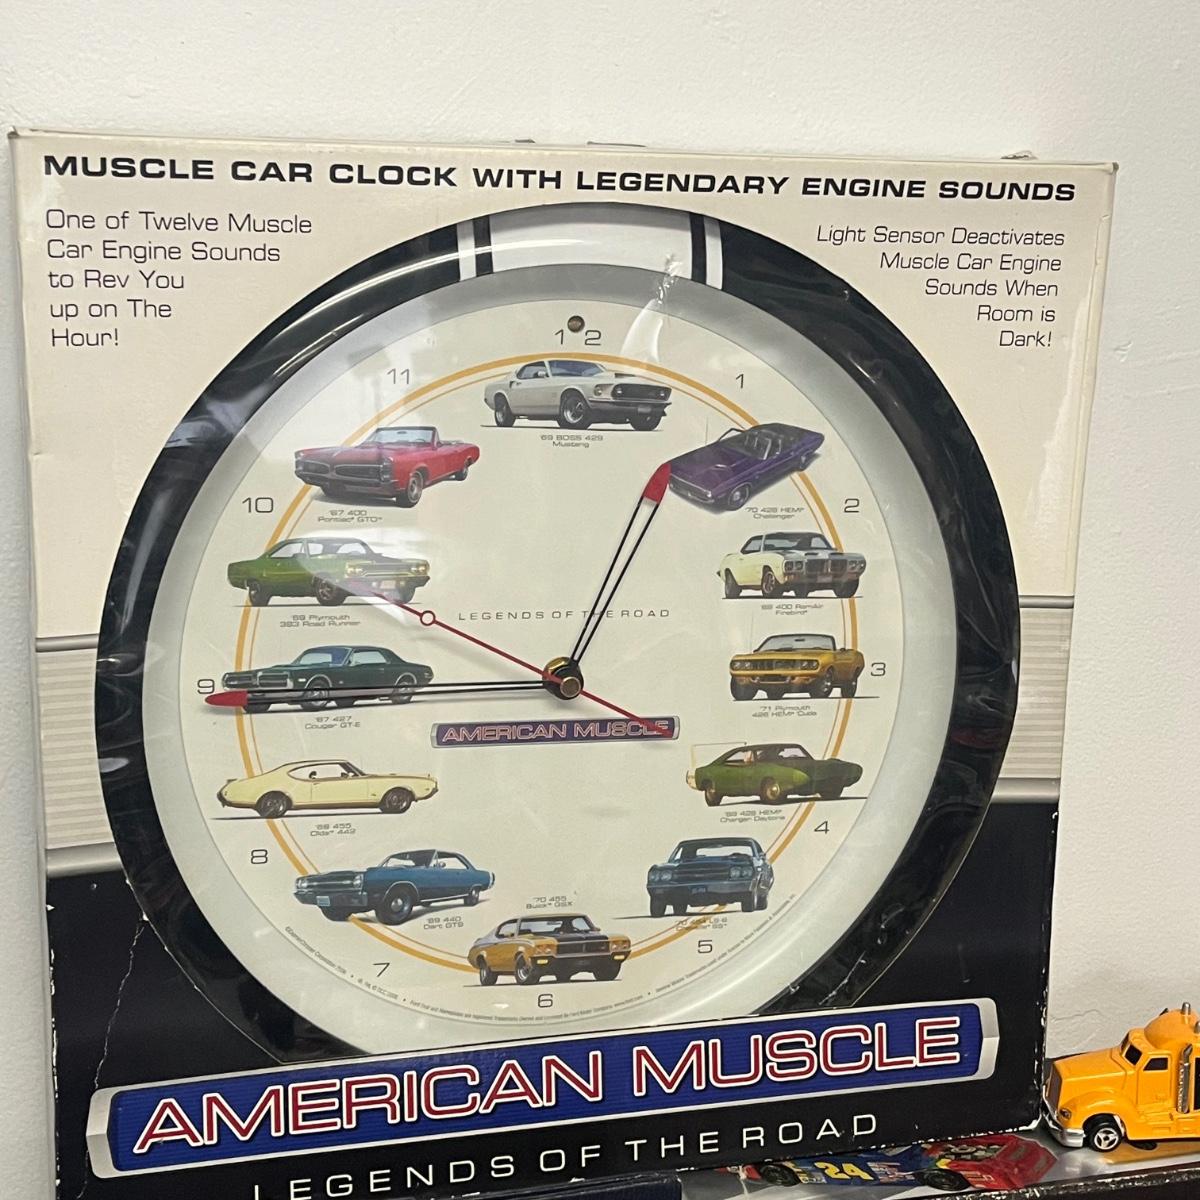 MUSCLE CAR CLOCK WITH LEGENDARY ENGINE SOUNDS
One of Twelve Muscle
Car Engine Sounds
to Rev You
up on The
Hour!
Light Sensor Deactivates
Muscle Car Engine
Sounds When
Room is
Dark!
12
'69 BOSS 429
Mustang
1
'70 426 HEMI®
Challenger
2
'69 400 RamAir
Firebird®
3
'71 Plymouth
426 HEMI® 'Cuda
'69 426 HEMI®
Charger Daytona
4
5
'70 455
Buick® GSX
6
7
'69 440
Dart GTS
8
'69 455
Olds® 442
9
'67 427
Cougar GT-E
10
'69 Plymouth
383 Road Runner
11
'67 400
Pontiac® GTO™
LEGENDS OF THE ROAD
AMERICAN MUSCLE
AMERICAN MUSCLE
LEGENDS OF THE ROAD
24